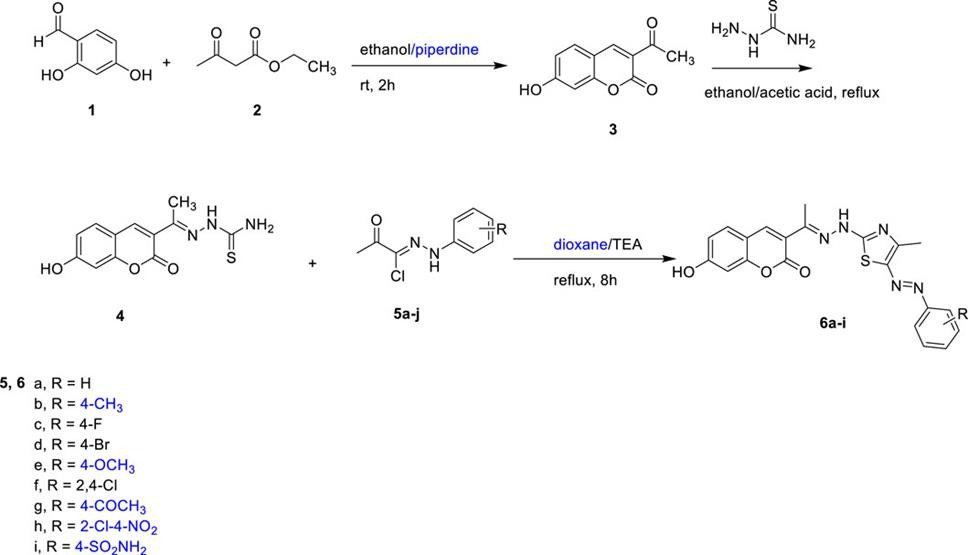 O H OH OH
1
+
O O O CH3
2
ethanol/piperdine
rt, 2h
HO O O O CH3
3
H2N N H S NH2
ethanol/acetic acid, reflux
HO O O CH3 N H N S NH2
4
+
O Cl N N H R
5a-j
dioxane/TEA
reflux, 8h
HO O O N H N N S N=N R
6a-i
5, 6 a, R = H
b, R = 4-CH3
c, R = 4-F
d, R = 4-Br
e, R = 4-OCH3
f, R = 2,4-Cl
g, R = 4-COCH3
h, R = 2-Cl-4-NO2
i, R = 4-SO2NH2